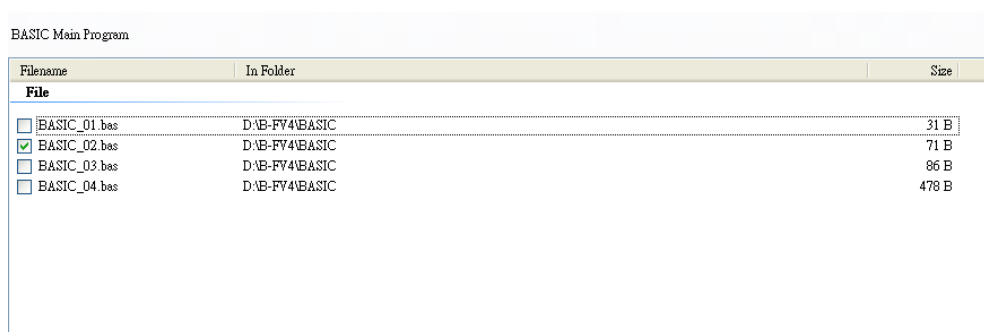 BASIC Main Program
Filename In Folder Size
File
BASIC_01.bas D:\B-FV4\BASIC 31 B
BASIC_02.bas D:\B-FV4\BASIC 71 B
BASIC_03.bas D:\B-FV4\BASIC 86 B
BASIC_04.bas D:\B-FV4\BASIC 478 B